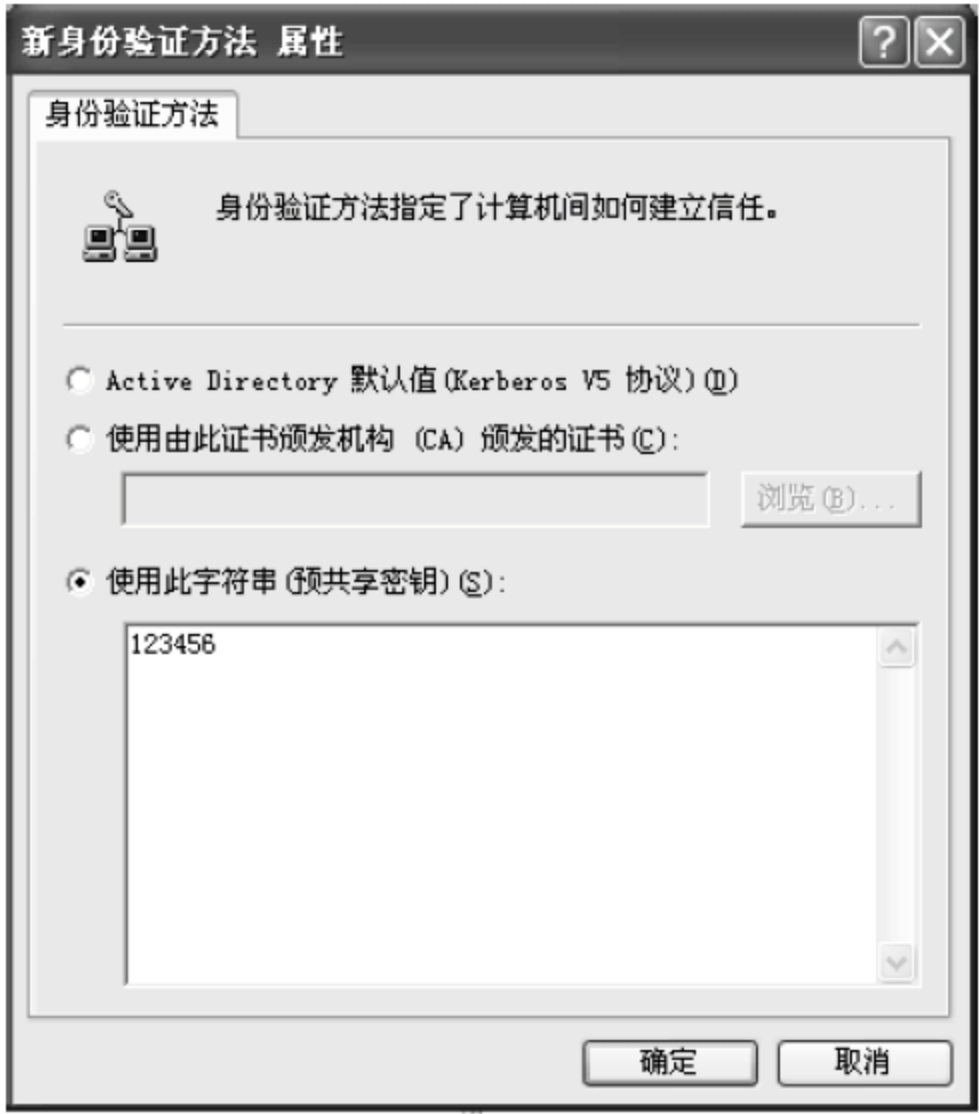 新身份验证方法 属性
身份验证方法
身份验证方法指定了计算机间如何建立信任。
Active Directory 默认值(Kerberos V5 协议)(D)
使用由此证书颁发机构 (CA) 颁发的证书(C):
浏览(B)...
使用此字符串(预共享密钥)(S):
123456
确定
取消